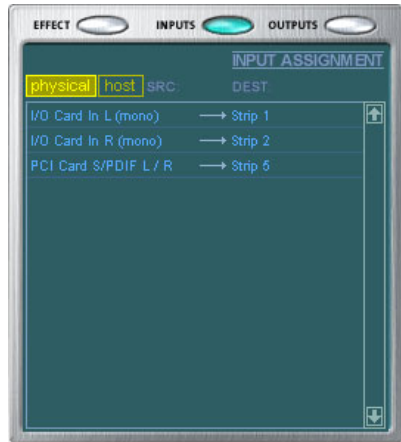 EFFECT INPUTS OUTPUTS
INPUT ASSIGNMENT
physical host SRC: DEST:
I/O Card In L (mono) → Strip 1
I/O Card In R (mono) → Strip 2
PCI Card S/PDIF L / R → Strip 5